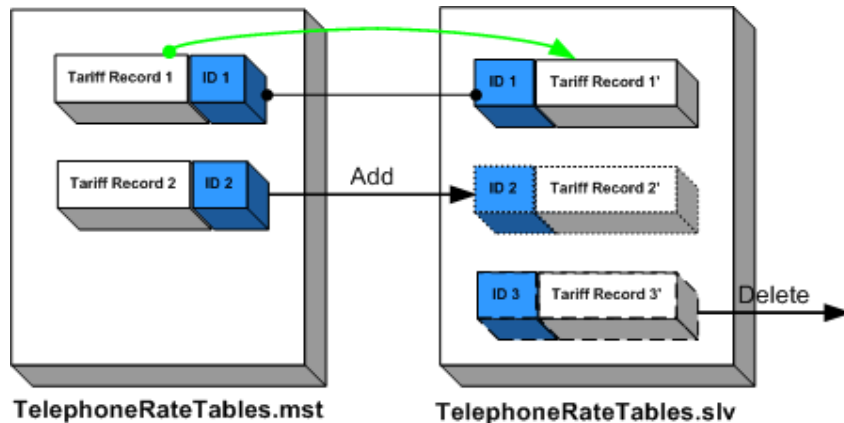 Tariff Record 1 ID 1
ID 1 Tariff Record 1'
Tariff Record 2 ID 2
Add
ID 2 Tariff Record 2'
ID 3 Tariff Record 3'
Delete
TelephoneRateTables.mst
TelephoneRateTables.slv